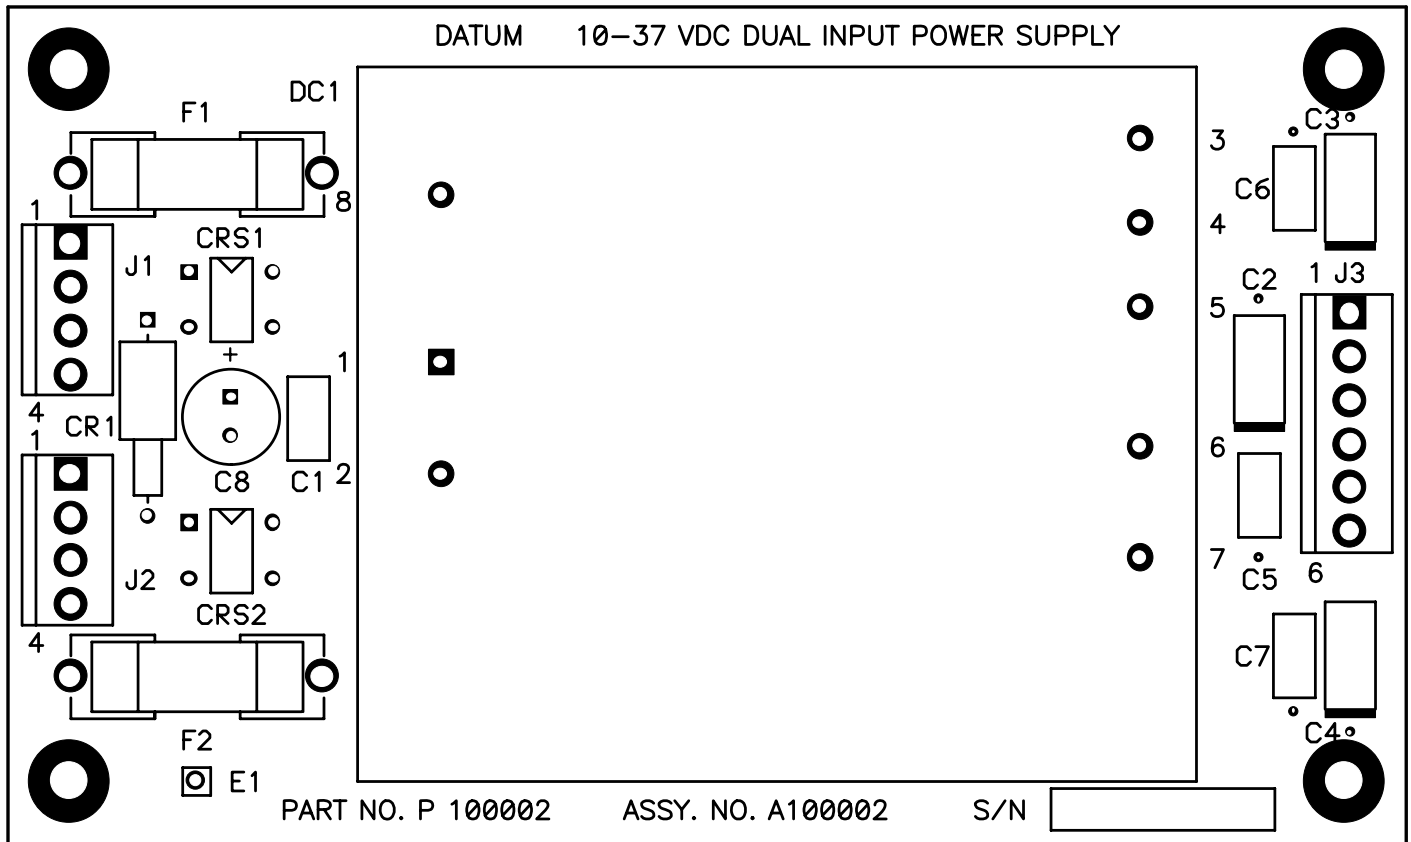 DATUM 10-37 VDC DUAL INPUT POWER SUPPLY
DC1
F1
C3
3
C6
8
1
4
CRS1
J1
1 J3
C2
5
+
1
4
CR1
1
6
C8
C1
2
7
J2
C5
6
CRS2
4
C7
F2
C4
E1
PART NO. P 100002 ASSY. NO. A100002 S/N